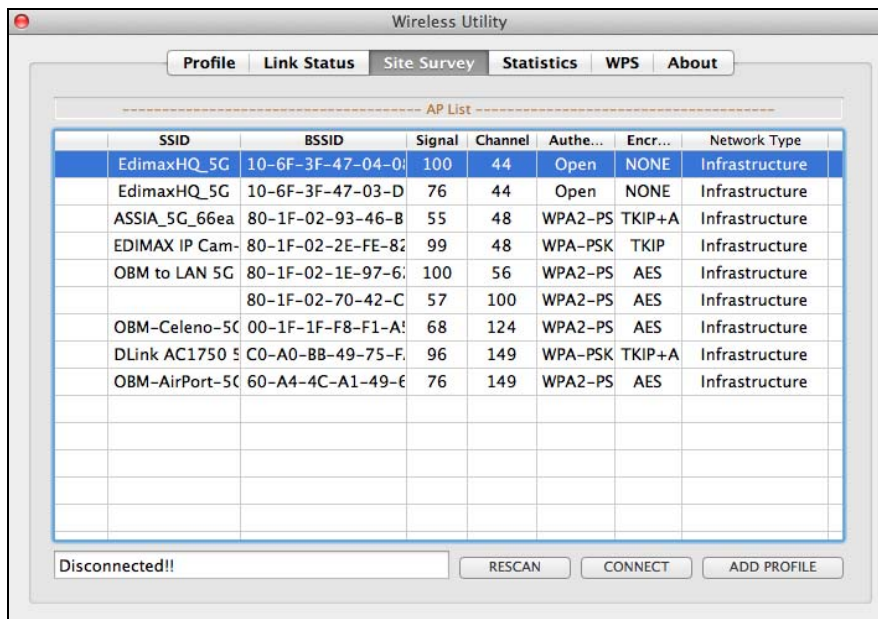 Wireless Utility
Profile Link Status Site Survey Statistics WPS About
AP List
SSID BSSID Signal Channel Authe... Encr... Network Type
EdimaxHQ_5G 10-6F-3F-47-04-0 100 44 Open NONE Infrastructure
EdimaxHQ_5G 10-6F-3F-47-03-D 76 44 Open NONE Infrastructure
ASSIA_5G_66ea 80-1F-02-93-46-B 55 48 WPA2-PS TKIP+A Infrastructure
EDIMAX IP Cam- 80-1F-02-2E-FE-82 99 48 WPA-PSK TKIP Infrastructure
OBM to LAN 5G 80-1F-02-1E-97-6 100 56 WPA2-PS AES Infrastructure
80-1F-02-70-42-C 57 100 WPA2-PS AES Infrastructure
OBM-Celeno-5 00-1F-1F-F8-F1-A 68 124 WPA2-PS AES Infrastructure
DLink AC1750 5 C0-A0-BB-49-75-F 96 149 WPA-PSK TKIP+A Infrastructure
OBM-AirPort-5 60-A4-4C-A1-49-6 76 149 WPA2-PS AES Infrastructure
Disconnected!! RESCAN CONNECT ADD PROFILE